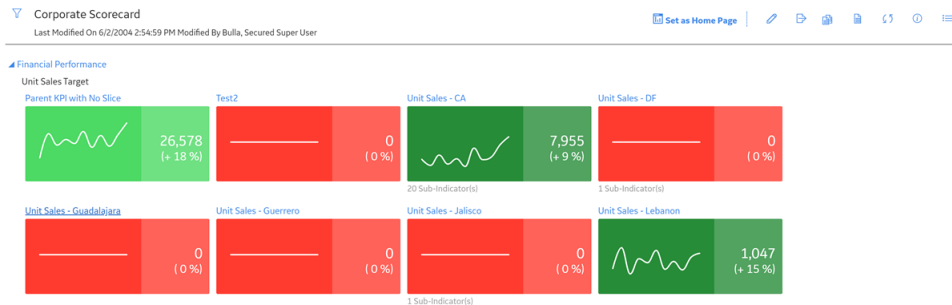 Corporate Scorecard
Set as Home Page
Last Modified On 6/2/2004 2:54:59 PM Modified By Bulla, Secured Super User
Financial Performance
Unit Sales Target
Parent KPI with No Slice
26,578
(+ 18 %)
Test2
0
( 0 %)
Unit Sales - CA
7,955
(+ 9 %)
20 Sub-Indicator(s)
Unit Sales - DF
0
( 0 %)
1 Sub-Indicator(s)
Unit Sales - Guadalajara
0
( 0 %)
Unit Sales - Guerrero
0
( 0 %)
Unit Sales - Jalisco
0
( 0 %)
1 Sub-Indicator(s)
Unit Sales - Lebanon
1,047
(+ 15 %)